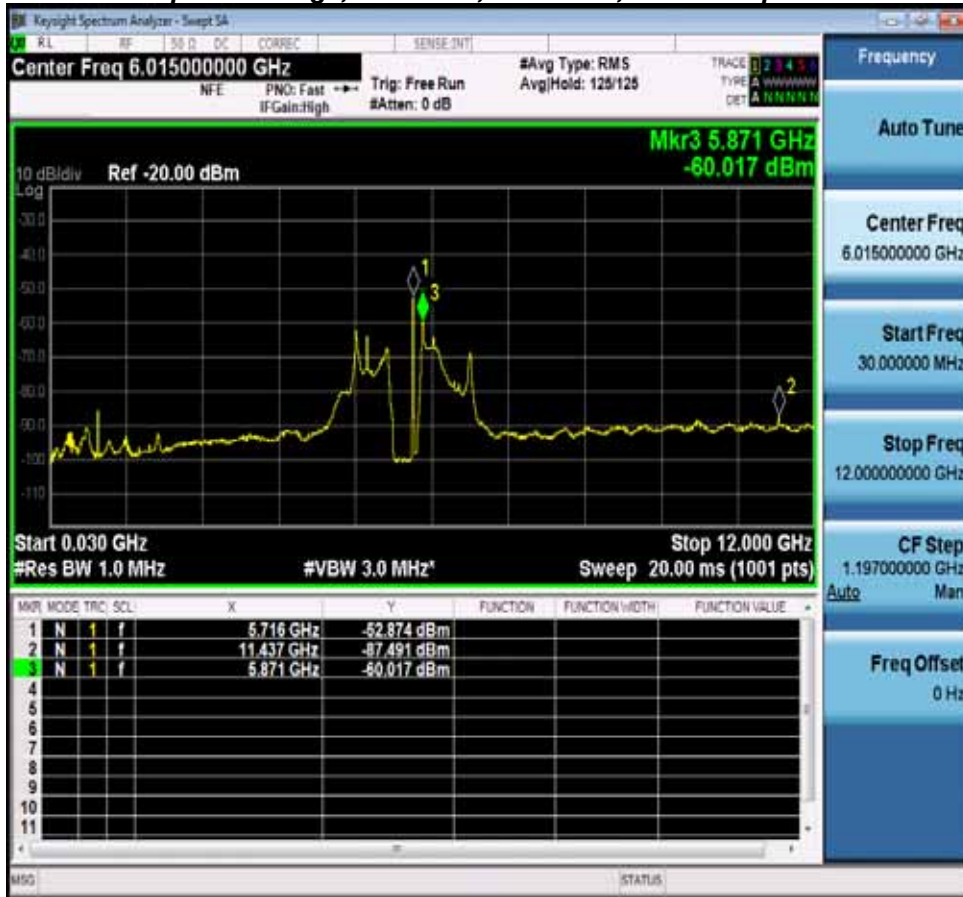 Keysight Spectrum Analyzer - Swept SA
RL RF 50 Ω DC CORREC SENSE:INT
Center Freq 6.015000000 GHz
NFE PNO: Fast IFGain:High
Trig: Free Run
#Atten: 0 dB
#Avg Type: RMS
Avg|Hold: 125/125
TRACE 1 2 3 4 5 6
TYPE A WWWWW
DET A N N N N N
Mkr3 5.871 GHz
-60.017 dBm
10 dB/div Ref -20.00 dBm
Log
-30.0
-40.0
-50.0
-60.0
-70.0
-80.0
-90.0
-100
-110
1
3
2
Start 0.030 GHz Stop 12.000 GHz
#Res BW 1.0 MHz #VBW 3.0 MHz* Sweep 20.00 ms (1001 pts)
MKR MODE TRC SCL X Y FUNCTION FUNCTION WIDTH FUNCTION VALUE
1 N 1 f 5.716 GHz -52.874 dBm
2 N 1 f 11.437 GHz -87.491 dBm
3 N 1 f 5.871 GHz -60.017 dBm
4
5
6
7
8
9
10
11
MSG STATUS
Frequency
Auto Tune
Center Freq
6.015000000 GHz
Start Freq
30.000000 MHz
Stop Freq
12.000000000 GHz
CF Step
1.197000000 GHz
Auto Man
Freq Offset
0 Hz